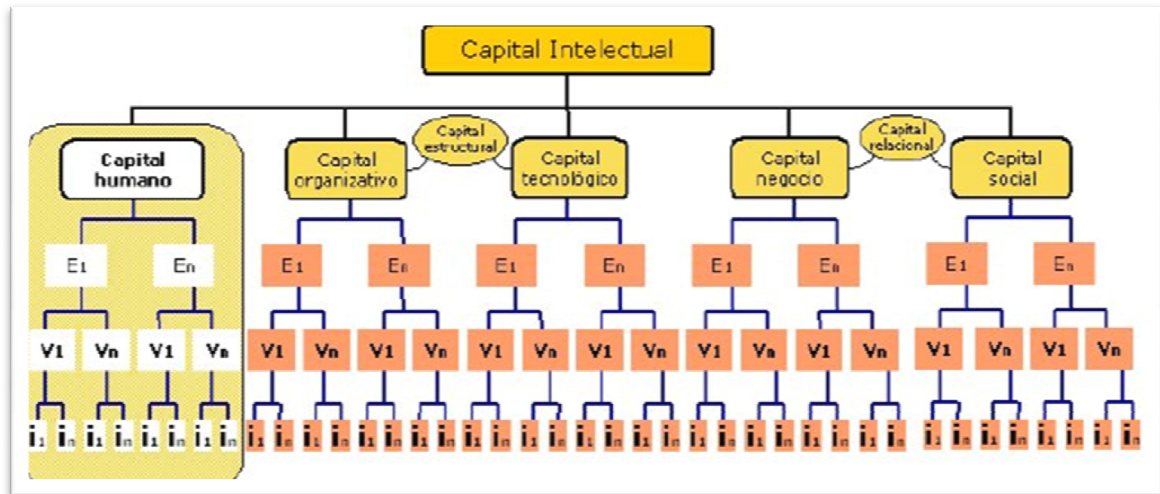 Capital Intelectual
Capital
estructural
Capital
relacional
Capital
humano
Capital
organizativo
Capital
tecnológico
Capital
negocio
Capital
social
E1 En E1 En E1 En E1 En E1 En
V1 Vn V1 Vn V1 Vn V1 Vn V1 Vn V1 Vn V1 Vn V1 Vn V1 Vn V1 Vn
i1 in i1 in i1 in i1 in i1 in i1 in i1 in i1 in i1 in i1 in i1 in i1 in i1 in i1 in i1 in i1 in i1 in i1 in i1 in i1 in